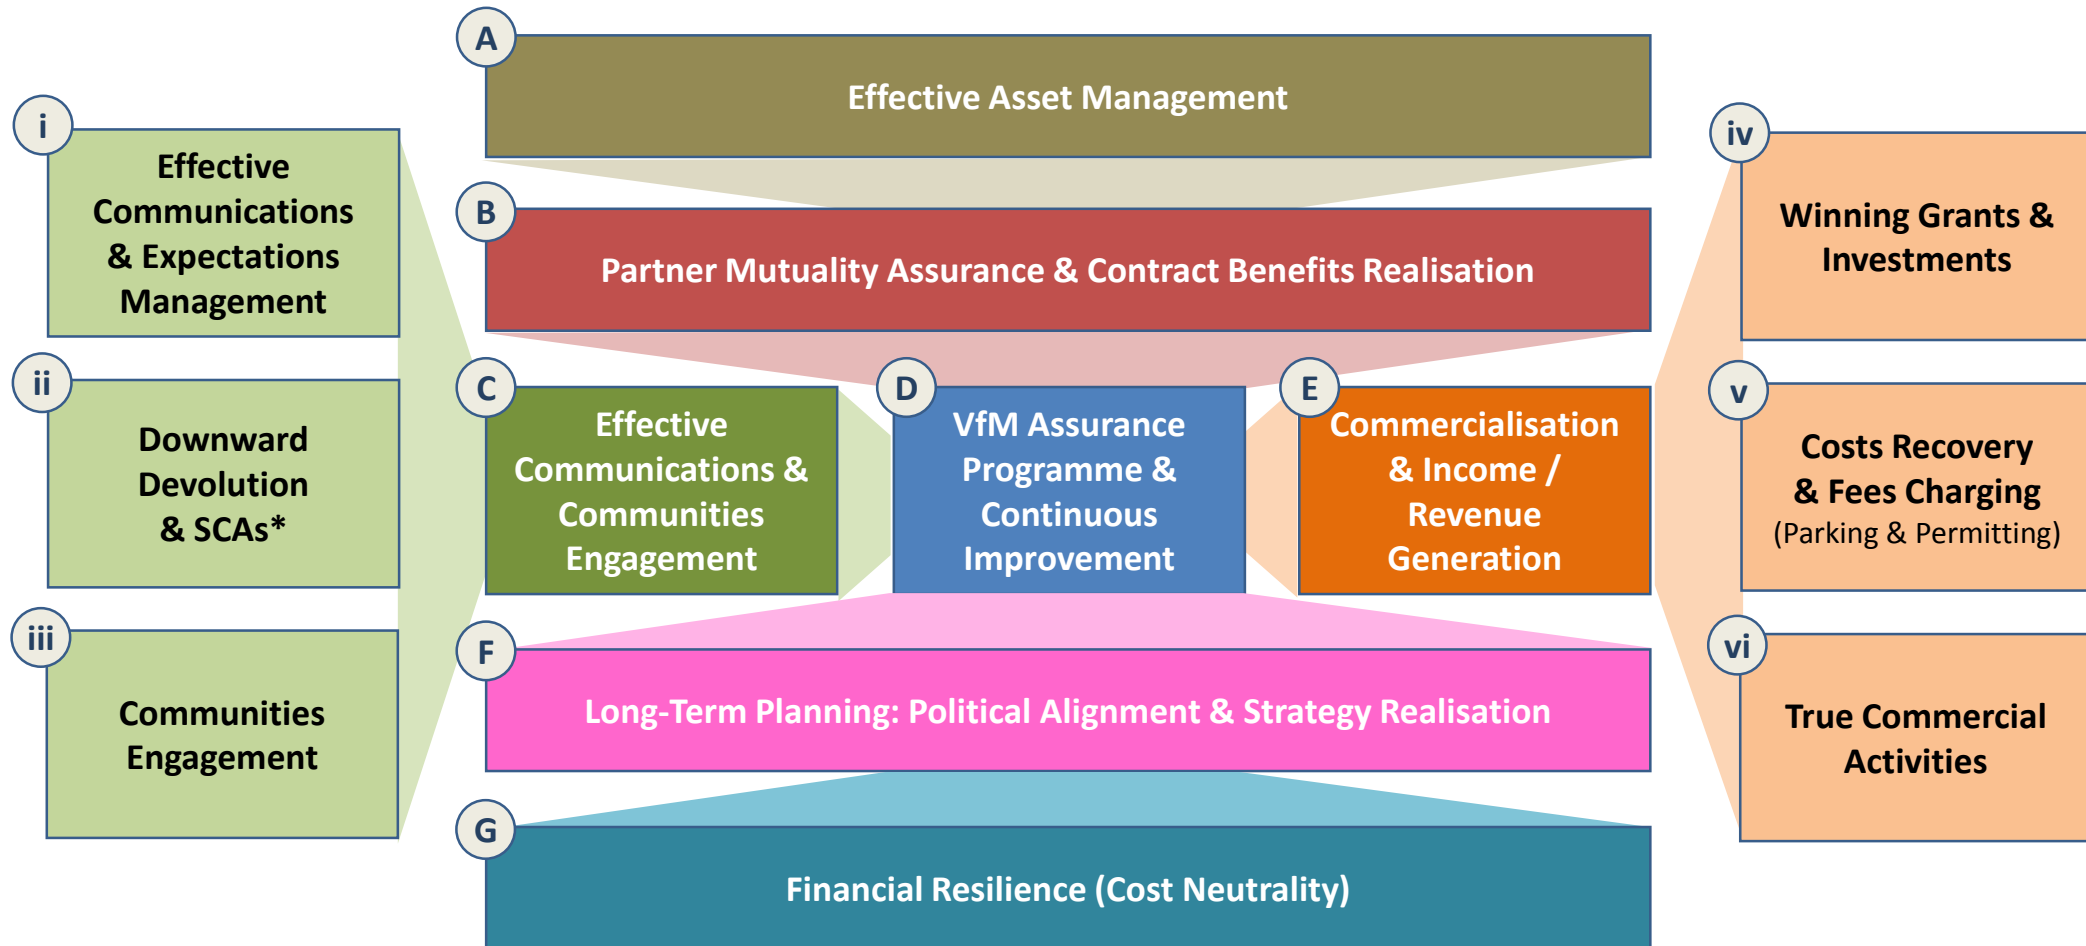 A
Effective Asset Management
i
Effective
Communications
& Expectations
Management
iv
Winning Grants &
Investments
B
Partner Mutuality Assurance & Contract Benefits Realisation
ii
Downward
Devolution
& SCAs*
C
Effective
Communications &
Communities
Engagement
D
VfM Assurance
Programme &
Continuous
Improvement
E
Commercialisation
& Income /
Revenue
Generation
v
Costs Recovery
& Fees Charging
(Parking & Permitting)
iii
Communities
Engagement
F
Long-Term Planning: Political Alignment & Strategy Realisation
vi
True Commercial
Activities
G
Financial Resilience (Cost Neutrality)